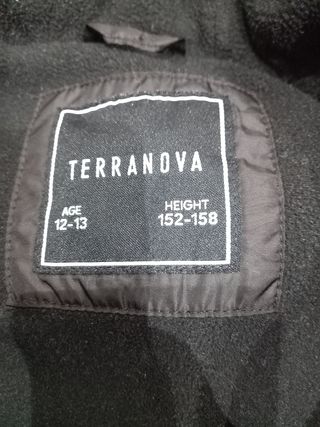 TERRANOVA
AGE HEIGHT
12-13 152-158